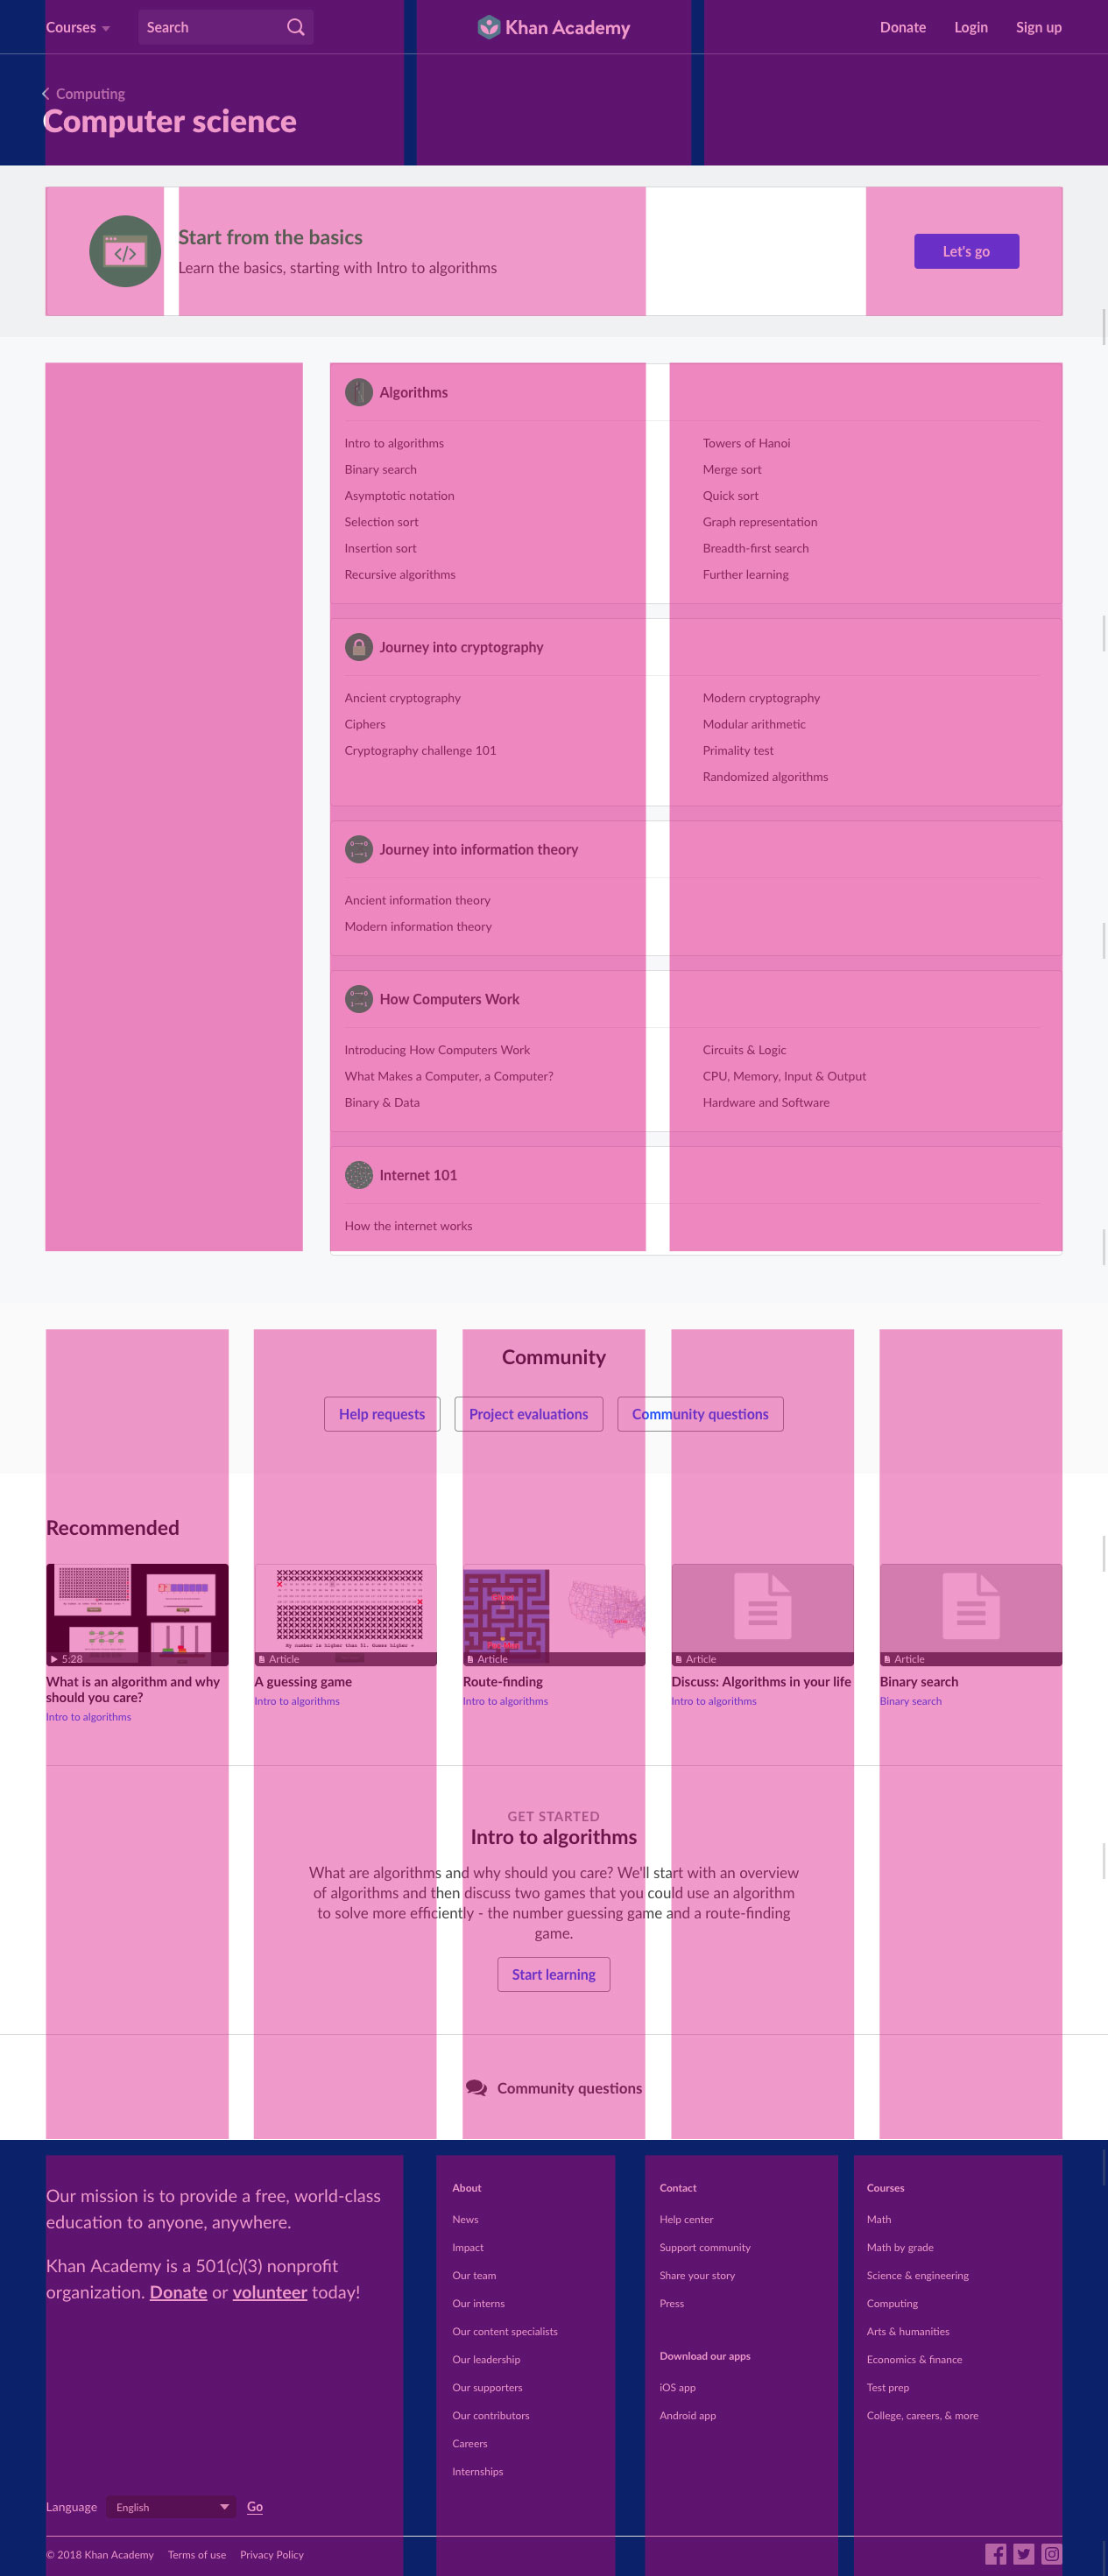 Courses
Search
Khan Academy
Donate
Login
Sign up
Computing
Computer science
Start from the basics
Learn the basics, starting with Intro to algorithms
Let's go
Algorithms
Intro to algorithms
Binary search
Asymptotic notation
Selection sort
Insertion sort
Recursive algorithms
Towers of Hanoi
Merge sort
Quick sort
Graph representation
Breadth-first search
Further learning
Journey into cryptography
Ancient cryptography
Ciphers
Cryptography challenge 101
Modern cryptography
Modular arithmetic
Primality test
Randomized algorithms
Journey into information theory
Ancient information theory
Modern information theory
How Computers Work
Introducing How Computers Work
What Makes a Computer, a Computer?
Binary & Data
Circuits & Logic
CPU, Memory, Input & Output
Hardware and Software
Internet 101
How the internet works
Community
Help requests
Project evaluations
Community questions
Recommended
5:28
What is an algorithm and why
should you care?
Intro to algorithms
My number is higher than 51. Guess higher
Article
A guessing game
Intro to algorithms
Article
Route-finding
Intro to algorithms
Article
Discuss: Algorithms in your life
Intro to algorithms
Article
Binary search
Binary search
GET STARTED
Intro to algorithms
What are algorithms and why should you care? We'll start with an overview
of algorithms and then discuss two games that you could use an algorithm
to solve more efficiently - the number guessing game and a route-finding
game.
Start learning
Community questions
Our mission is to provide a free, world-class
education to anyone, anywhere.
Khan Academy is a 501(c)(3) nonprofit
organization. Donate or volunteer today!
About
News
Impact
Our team
Our interns
Our content specialists
Our leadership
Our supporters
Our contributors
Careers
Internships
Contact
Help center
Support community
Share your story
Press
Download our apps
iOS app
Android app
Courses
Math
Math by grade
Science & engineering
Computing
Arts & humanities
Economics & finance
Test prep
College, careers, & more
Language
English
Go
© 2018 Khan Academy
Terms of use
Privacy Policy